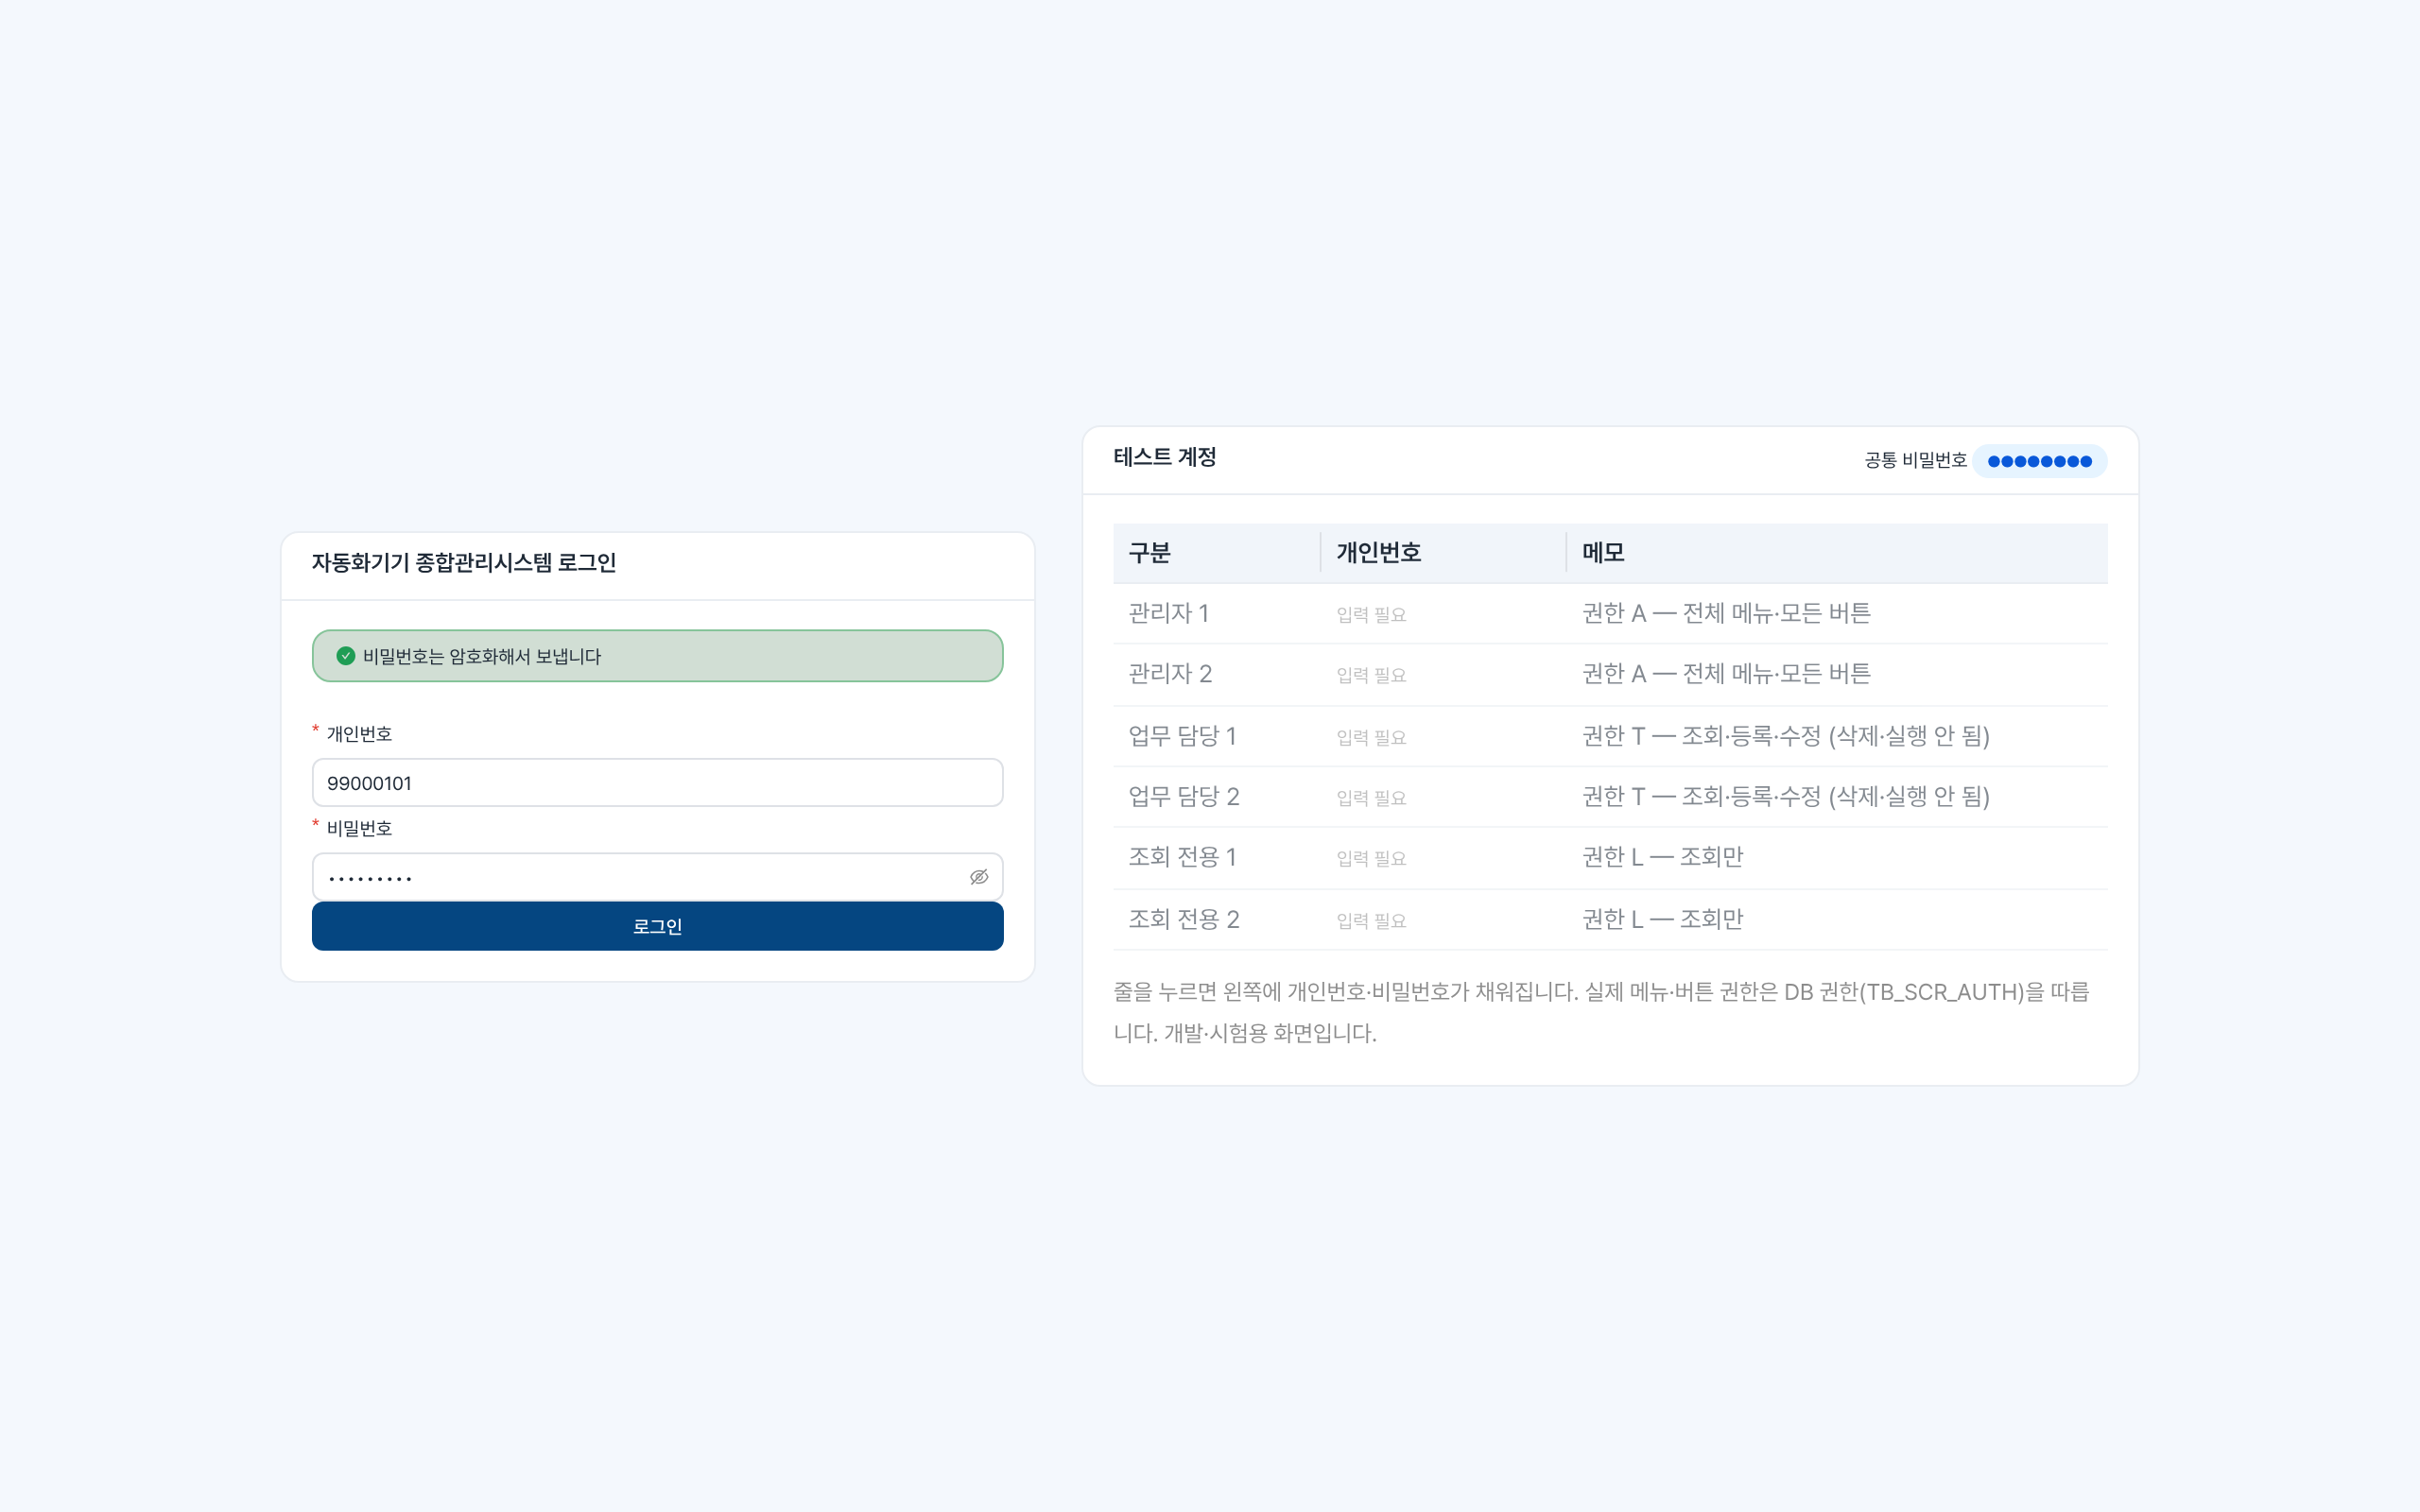 자동화기기 종합관리시스템 로그인
비밀번호는 암호화해서 보냅니다
* 개인번호
99000101
* 비밀번호
•••••••••
로그인
테스트 계정
공통 비밀번호 ●●●●●●●●
구분 개인번호 메모
관리자 1 입력 필요 권한 A — 전체 메뉴·모든 버튼
관리자 2 입력 필요 권한 A — 전체 메뉴·모든 버튼
업무 담당 1 입력 필요 권한 T — 조회·등록·수정 (삭제·실행 안 됨)
업무 담당 2 입력 필요 권한 T — 조회·등록·수정 (삭제·실행 안 됨)
조회 전용 1 입력 필요 권한 L — 조회만
조회 전용 2 입력 필요 권한 L — 조회만
줄을 누르면 왼쪽에 개인번호·비밀번호가 채워집니다. 실제 메뉴·버튼 권한은 DB 권한(TB_SCR_AUTH)을 따릅
니다. 개발·시험용 화면입니다.